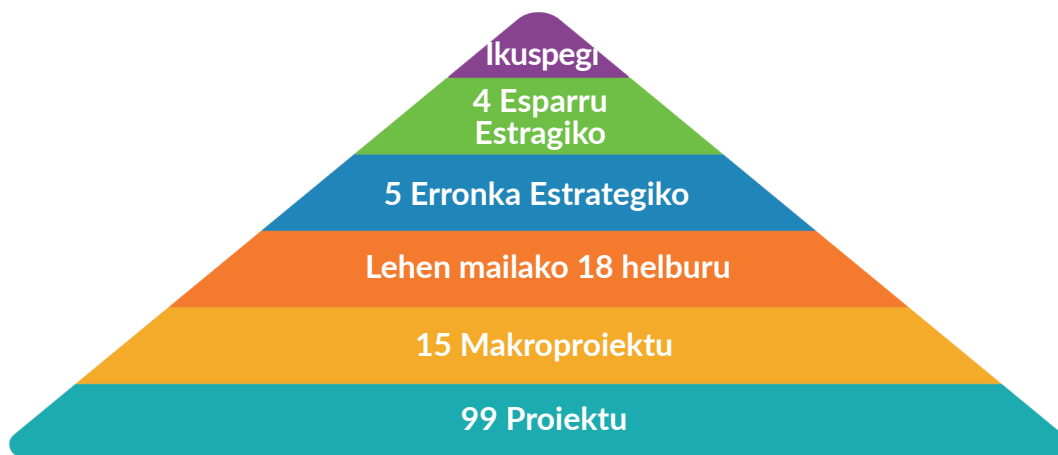 Ikuspegi
4 Esparru
Estragiko
5 Erronka Estrategiko
Lehen mailako 18 helburu
15 Makroproiektu
99 Proiektu